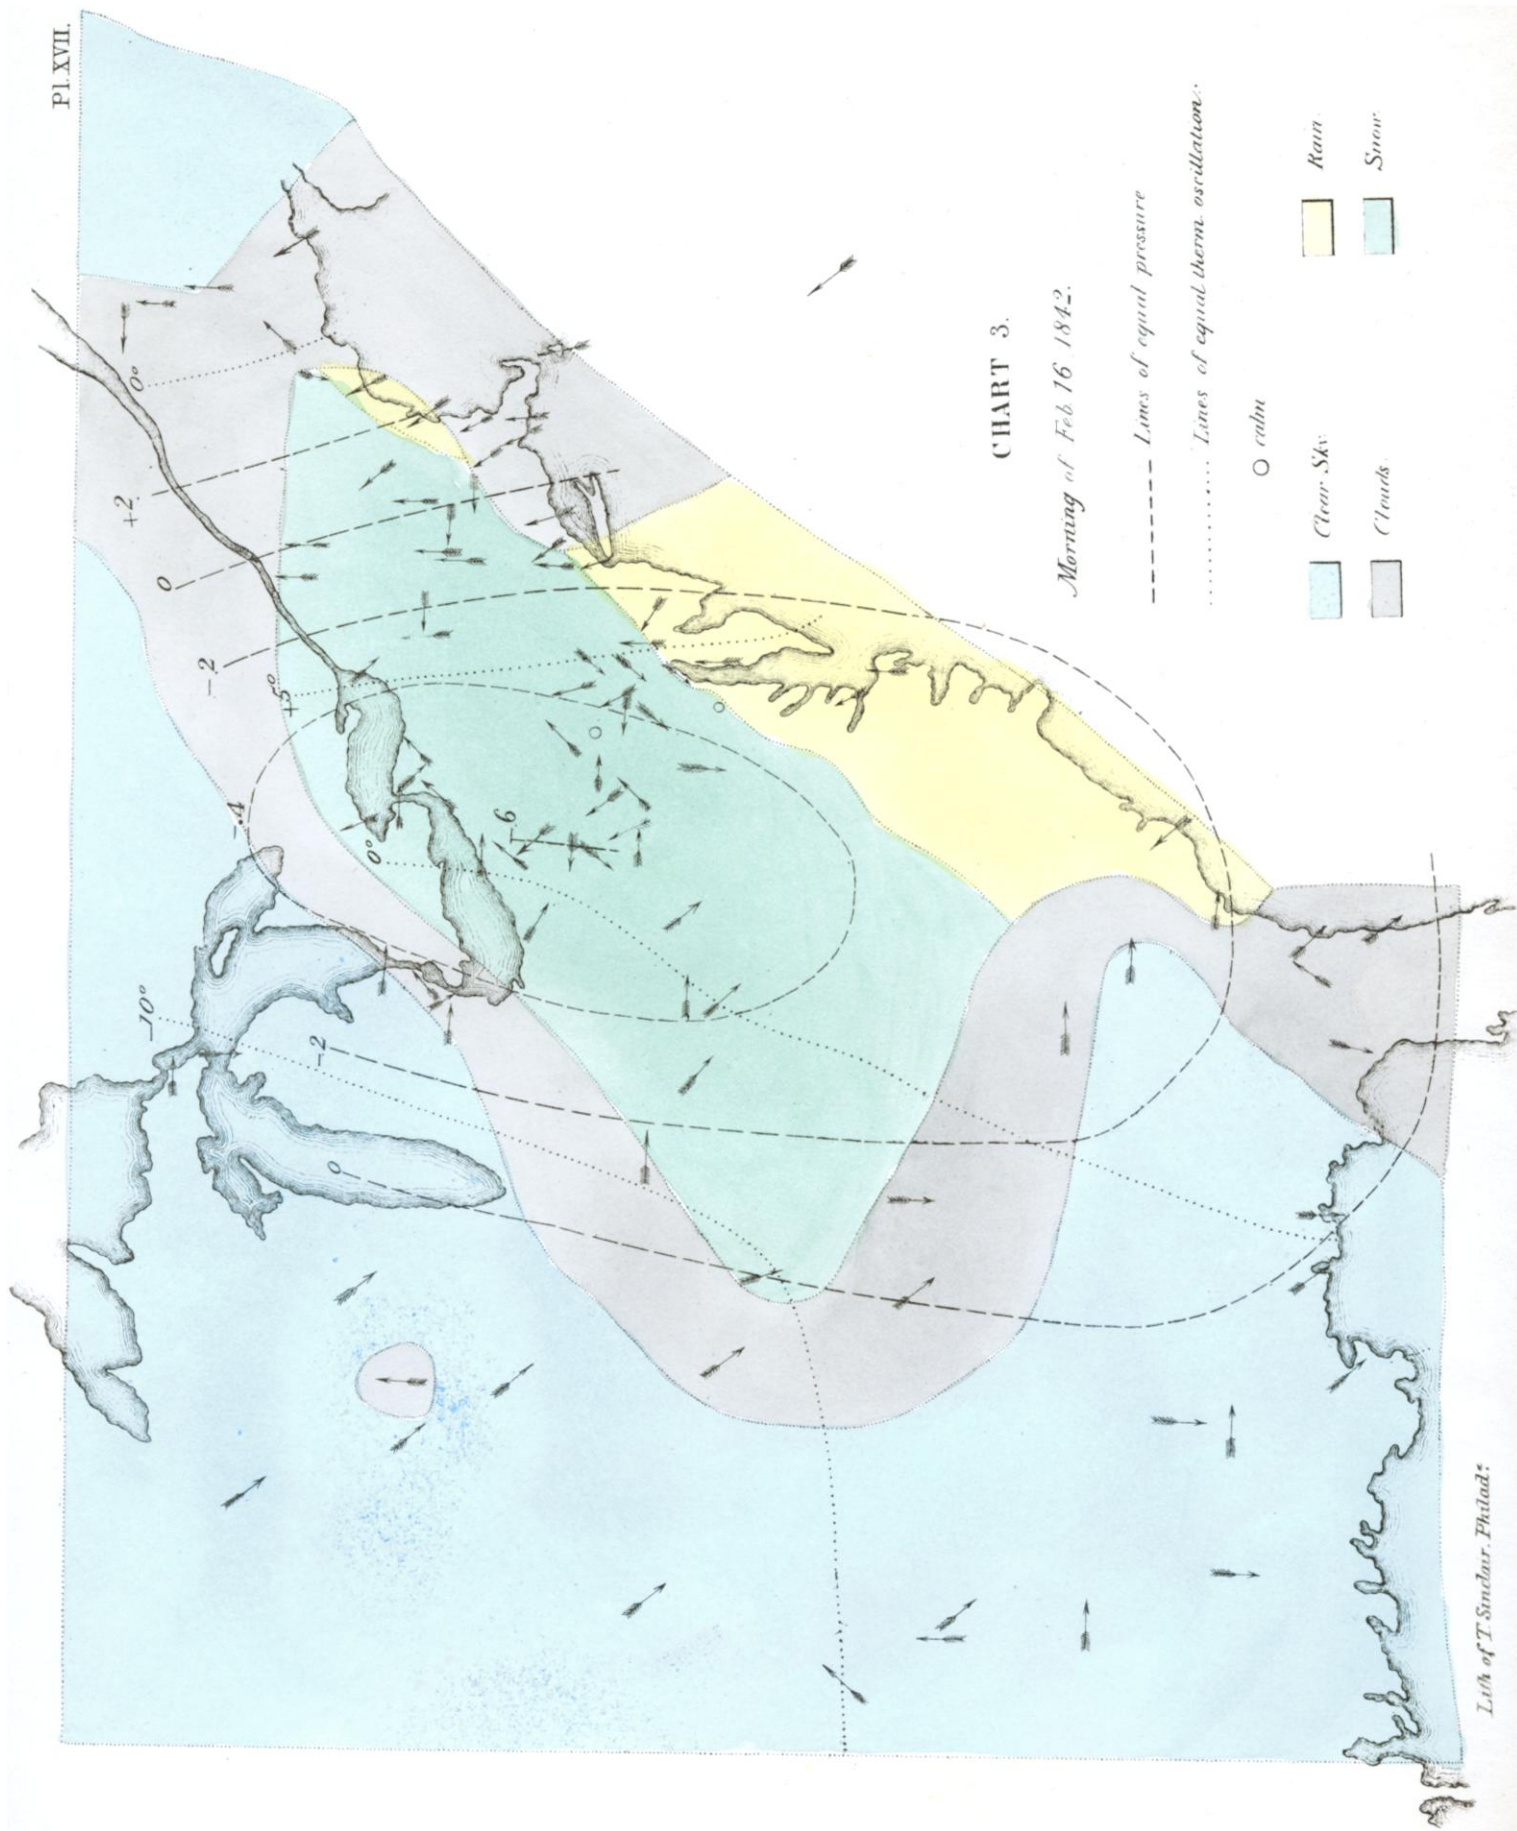 Pl. XVII.
-10°
0°
+2
0
-2
+5°
-.4
0°
-6
-2
0
CHART 3.
Morning of Feb. 16 1842.
Lines of equal pressure
Lines of equal therm. oscillation.
calm
Clear Sky.
Rain.
Clouds.
Snow.
Lith of T. Sinclair. Philada.